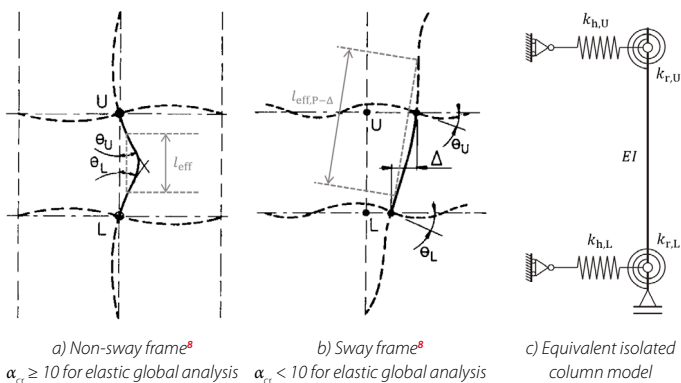 U
θU
θL
leff
L
leff,P−Δ
U
Δ
θU
L
θL
kh,U
kr,U
EI
kh,L
kr,L
a) Non-sway frame⁸
αcr ≥ 10 for elastic global analysis
b) Sway frame⁸
αcr < 10 for elastic global analysis
c) Equivalent isolated
column model